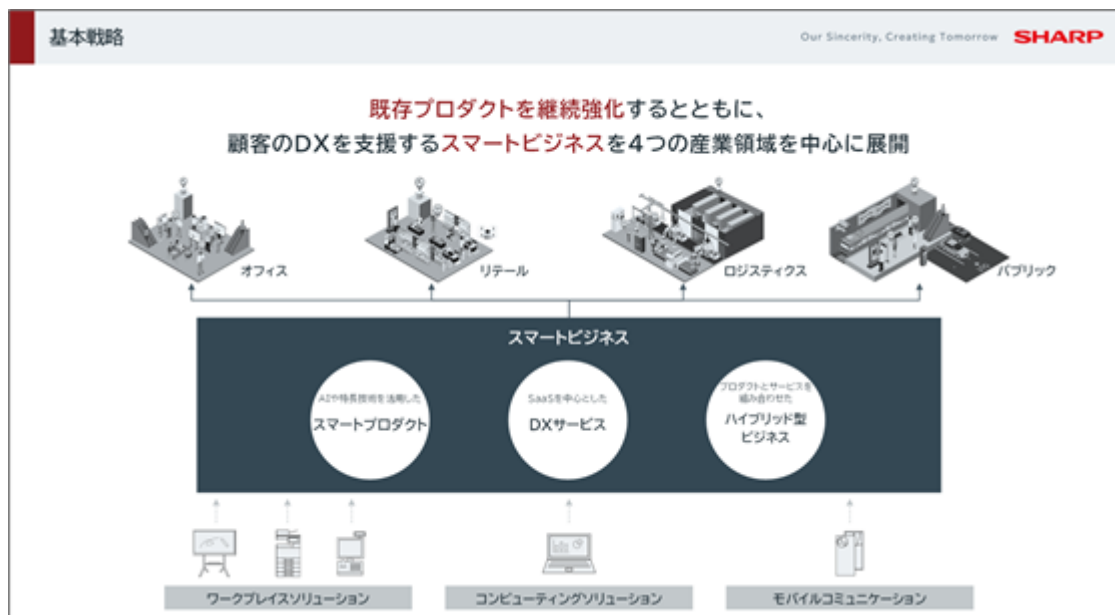 基本戦略
Our Sincerity, Creating Tomorrow SHARP
既存プロダクトを継続強化するとともに、
顧客のDXを支援するスマートビジネスを4つの産業領域を中心に展開
オフィス
リテール
ロジスティクス
パブリック
スマートビジネス
AIや特長技術を活用した
スマートプロダクト
SaaSを中心とした
DXサービス
プロダクトとサービスを
組み合わせた
ハイブリッド型
ビジネス
ワークプレイスソリューション
コンピューティングソリューション
モバイルコミュニケーション